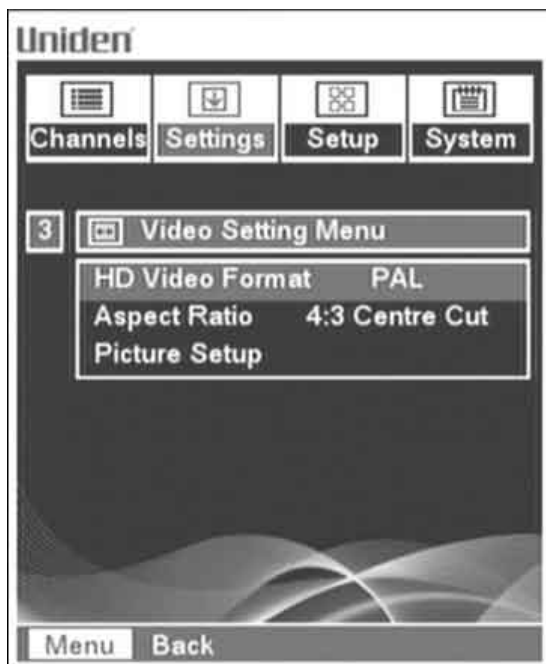 Uniden
Channels Settings Setup System
3 Video Setting Menu
HD Video Format PAL
Aspect Ratio 4:3 Centre Cut
Picture Setup
Menu Back